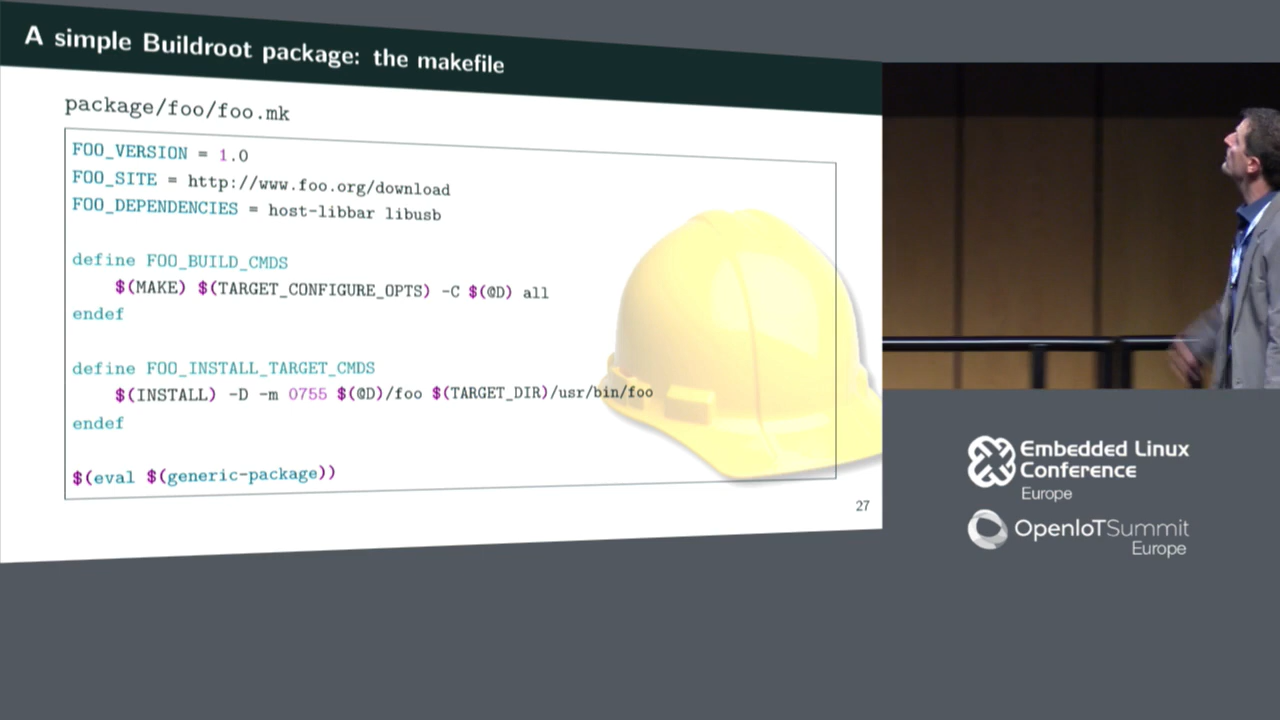 A simple Buildroot package: the makefile
package/foo/foo.mk
FOO_VERSION = 1.0
FOO_SITE = http://www.foo.org/download
FOO_DEPENDENCIES = host-libbar libusb
define FOO_BUILD_CMDS
$(MAKE) $(TARGET_CONFIGURE_OPTS) -C $(@D) all
endef
define FOO_INSTALL_TARGET_CMDS
$(INSTALL) -D -m 0755 $(@D)/foo $(TARGET_DIR)/usr/bin/foo
endef
$(eval $(generic-package))
27
Embedded Linux
Conference
Europe
OpenIoTSummit
Europe